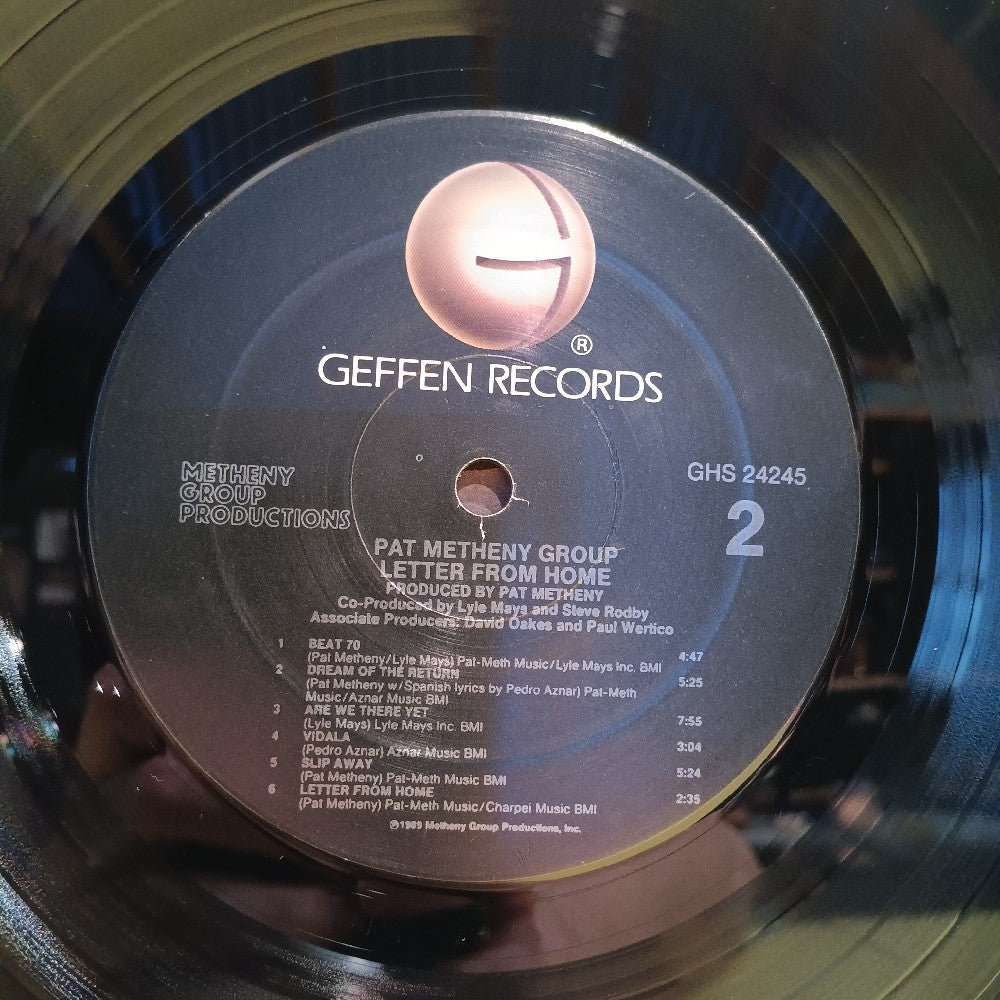 ®
GEFFEN RECORDS
METHENY
GROUP
PRODUCTIONS
GHS 24245
2
PAT METHENY GROUP
LETTER FROM HOME
PRODUCED BY PAT METHENY
Co-Produced by Lyle Mays and Steve Rodby
Associate Producers: David Oakes and Paul Wertico
1 BEAT 70
(Pat Metheny/Lyle Mays) Pat-Meth Music/Lyle Mays Inc. BMI 4:47
2 DREAM OF THE RETURN
(Pat Metheny w/Spanish lyrics by Pedro Aznar) Pat-Meth 5:25
Music/Aznar Music BMI
3 ARE WE THERE YET
(Lyle Mays) Lyle Mays Inc. BMI 7:55
4 VIDALA
(Pedro Aznar) Aznar Music BMI 3:04
5 SLIP AWAY
(Pat Metheny) Pat-Meth Music BMI 5:24
6 LETTER FROM HOME
(Pat Metheny) Pat-Meth Music/Charpei Music BMI 2:35
℗1989 Metheny Group Productions, Inc.